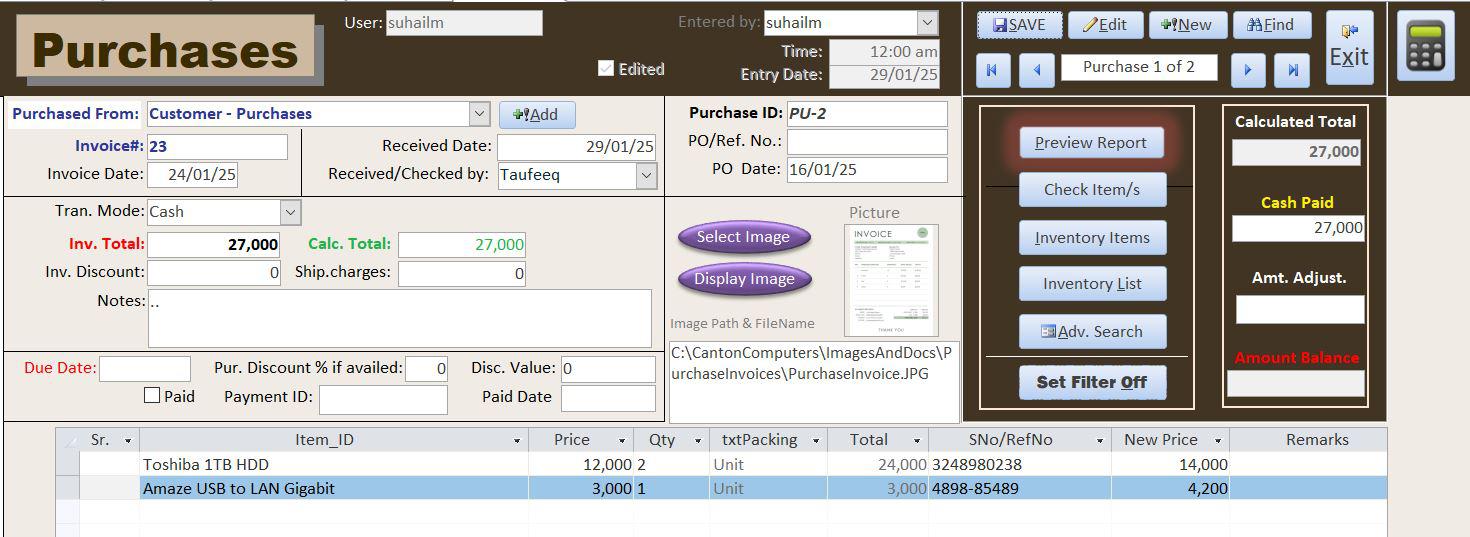 Purchases
User: suhailm
Edited
Entered by: suhailm
Time: 12:00 am
Entry Date: 29/01/25
SAVE Edit New Find
Purchase 1 of 2
Exit
Purchased From: Customer - Purchases Add
Invoice#: 23
Invoice Date: 24/01/25
Received Date: 29/01/25
Received/Checked by: Taufeeq
Purchase ID: PU-2
PO/Ref. No.:
PO Date: 16/01/25
Tran. Mode: Cash
Inv. Total: 27,000 Calc. Total: 27,000
Inv. Discount: 0 Ship.charges: 0
Notes: ..
Select Image
Display Image
Picture
INVOICE
THANK YOU
Image Path & FileName
C:\CantonComputers\ImagesAndDocs\P
urchaseInvoices\PurchaseInvoice.JPG
Due Date: Pur. Discount % if availed: 0 Disc. Value: 0
Paid Payment ID: Paid Date
Preview Report
Check Item/s
Inventory Items
Inventory List
Adv. Search
Set Filter Off
Calculated Total
27,000
Cash Paid
27,000
Amt. Adjust.
Amount Balance
Sr. Item_ID Price Qty txtPacking Total SNo/RefNo New Price Remarks
Toshiba 1TB HDD 12,000 2 Unit 24,000 3248980238 14,000
Amaze USB to LAN Gigabit 3,000 1 Unit 3,000 4898-85489 4,200